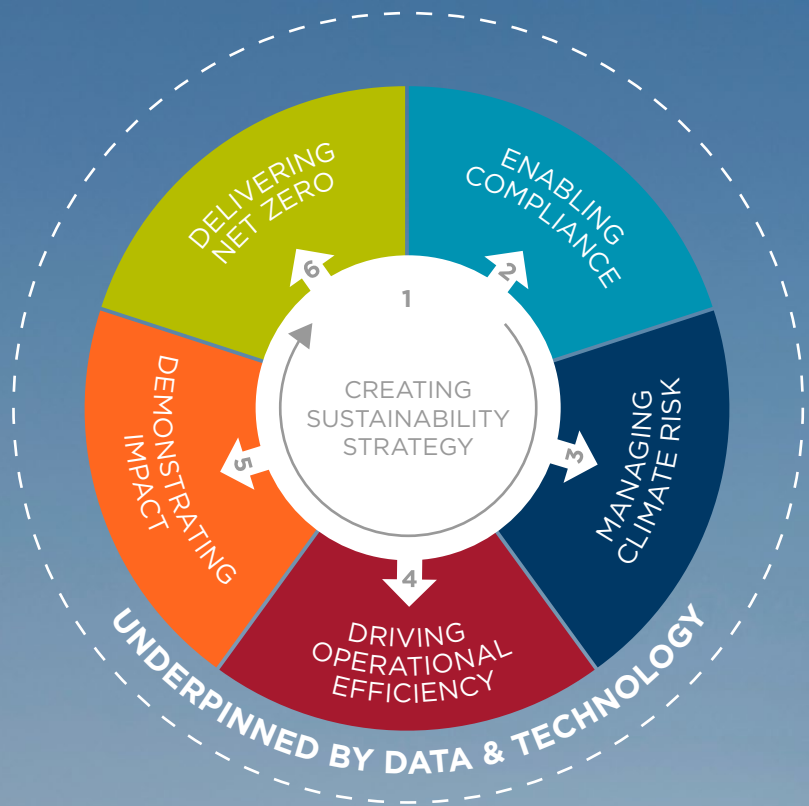 1
CREATING
SUSTAINABILITY
STRATEGY
2
ENABLING
COMPLIANCE
3
MANAGING
CLIMATE RISK
4
DRIVING
OPERATIONAL
EFFICIENCY
5
DEMONSTRATING
IMPACT
6
DELIVERING
NET ZERO
UNDERPINNED BY DATA & TECHNOLOGY